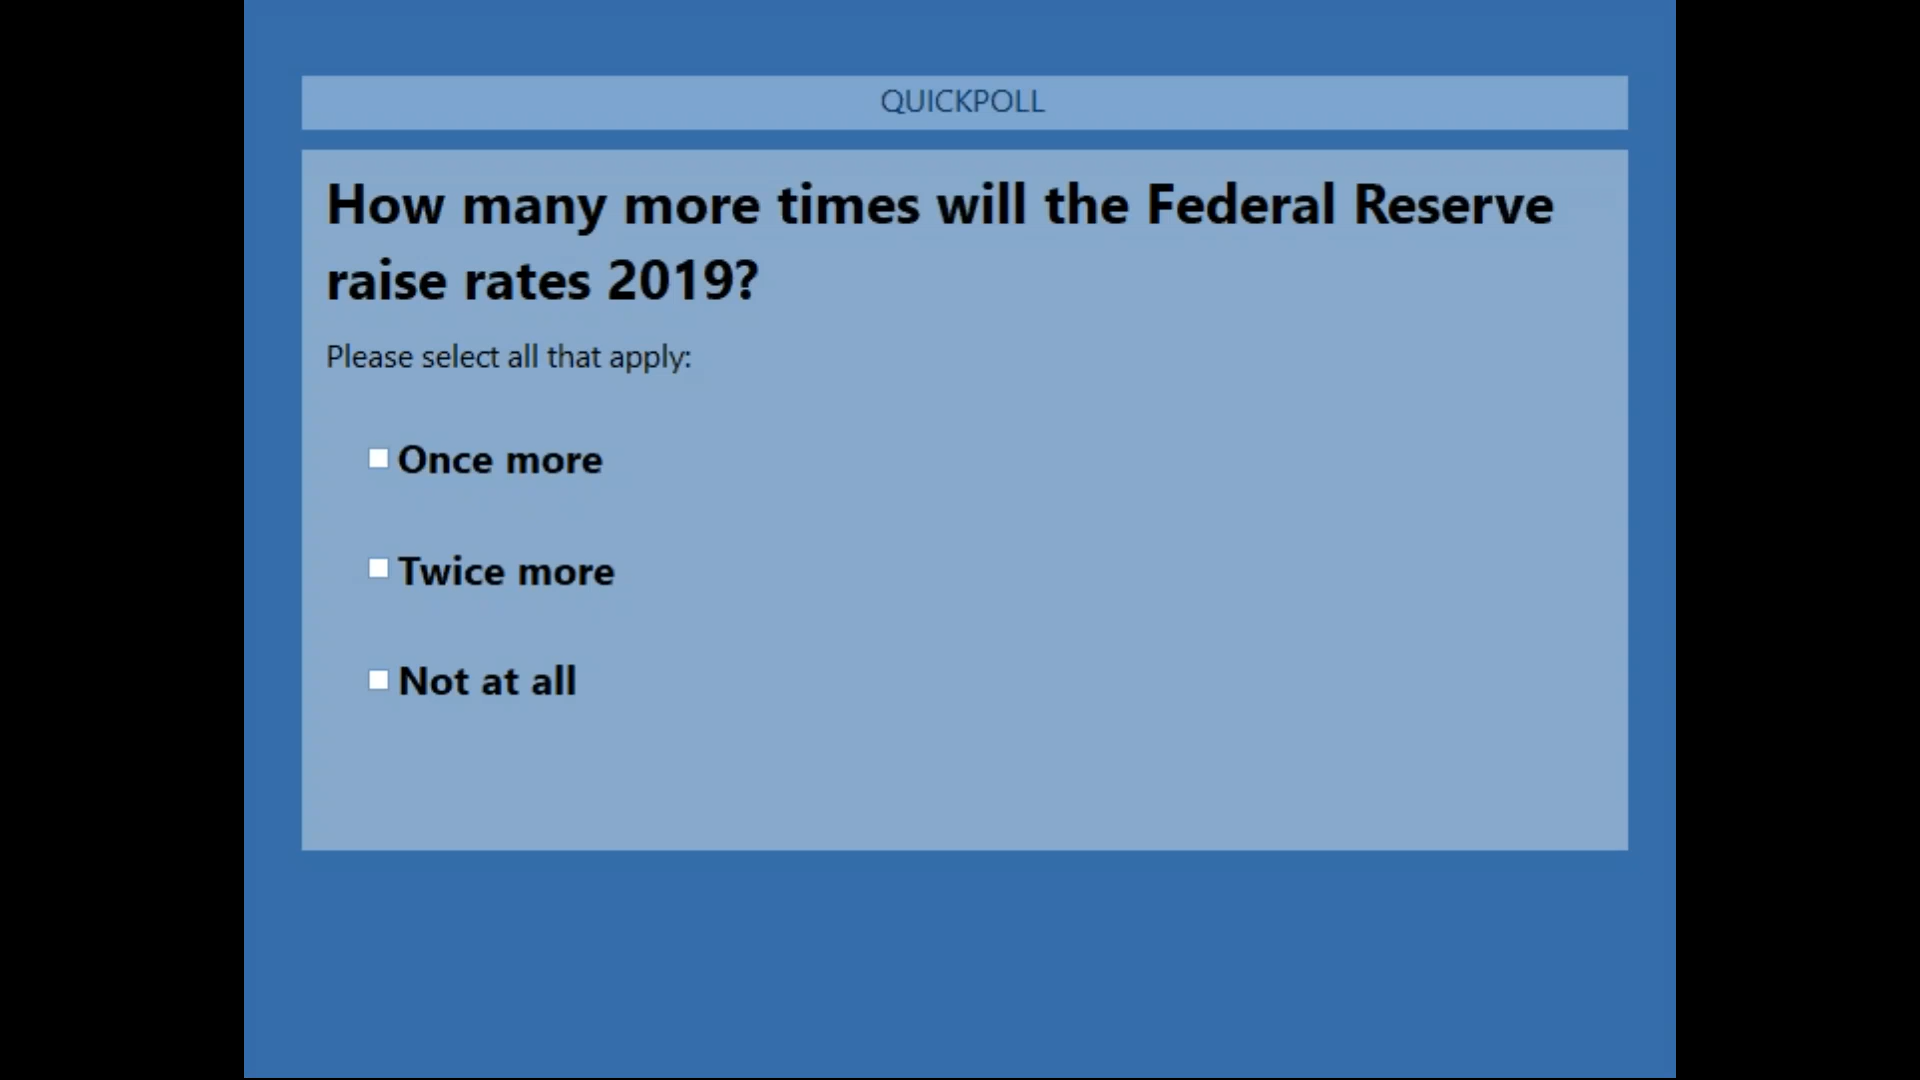 QUICKPOLL
How many more times will the Federal Reserve
raise rates 2019?
Please select all that apply:
Once more
Twice more
Not at all